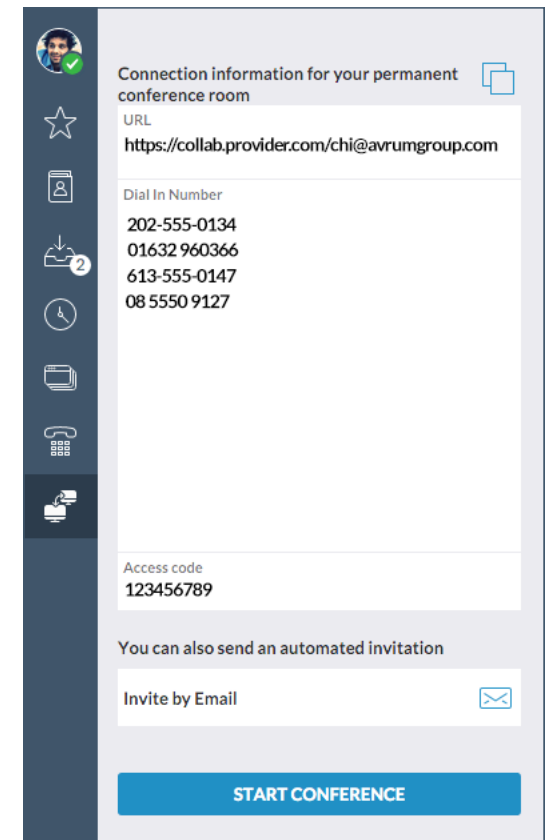 Connection information for your permanent
conference room
URL
https://collab.provider.com/chi@avrumgroup.com
Dial In Number
202-555-0134
01632 960366
613-555-0147
08 5550 9127
2
Access code
123456789
You can also send an automated invitation
Invite by Email
START CONFERENCE